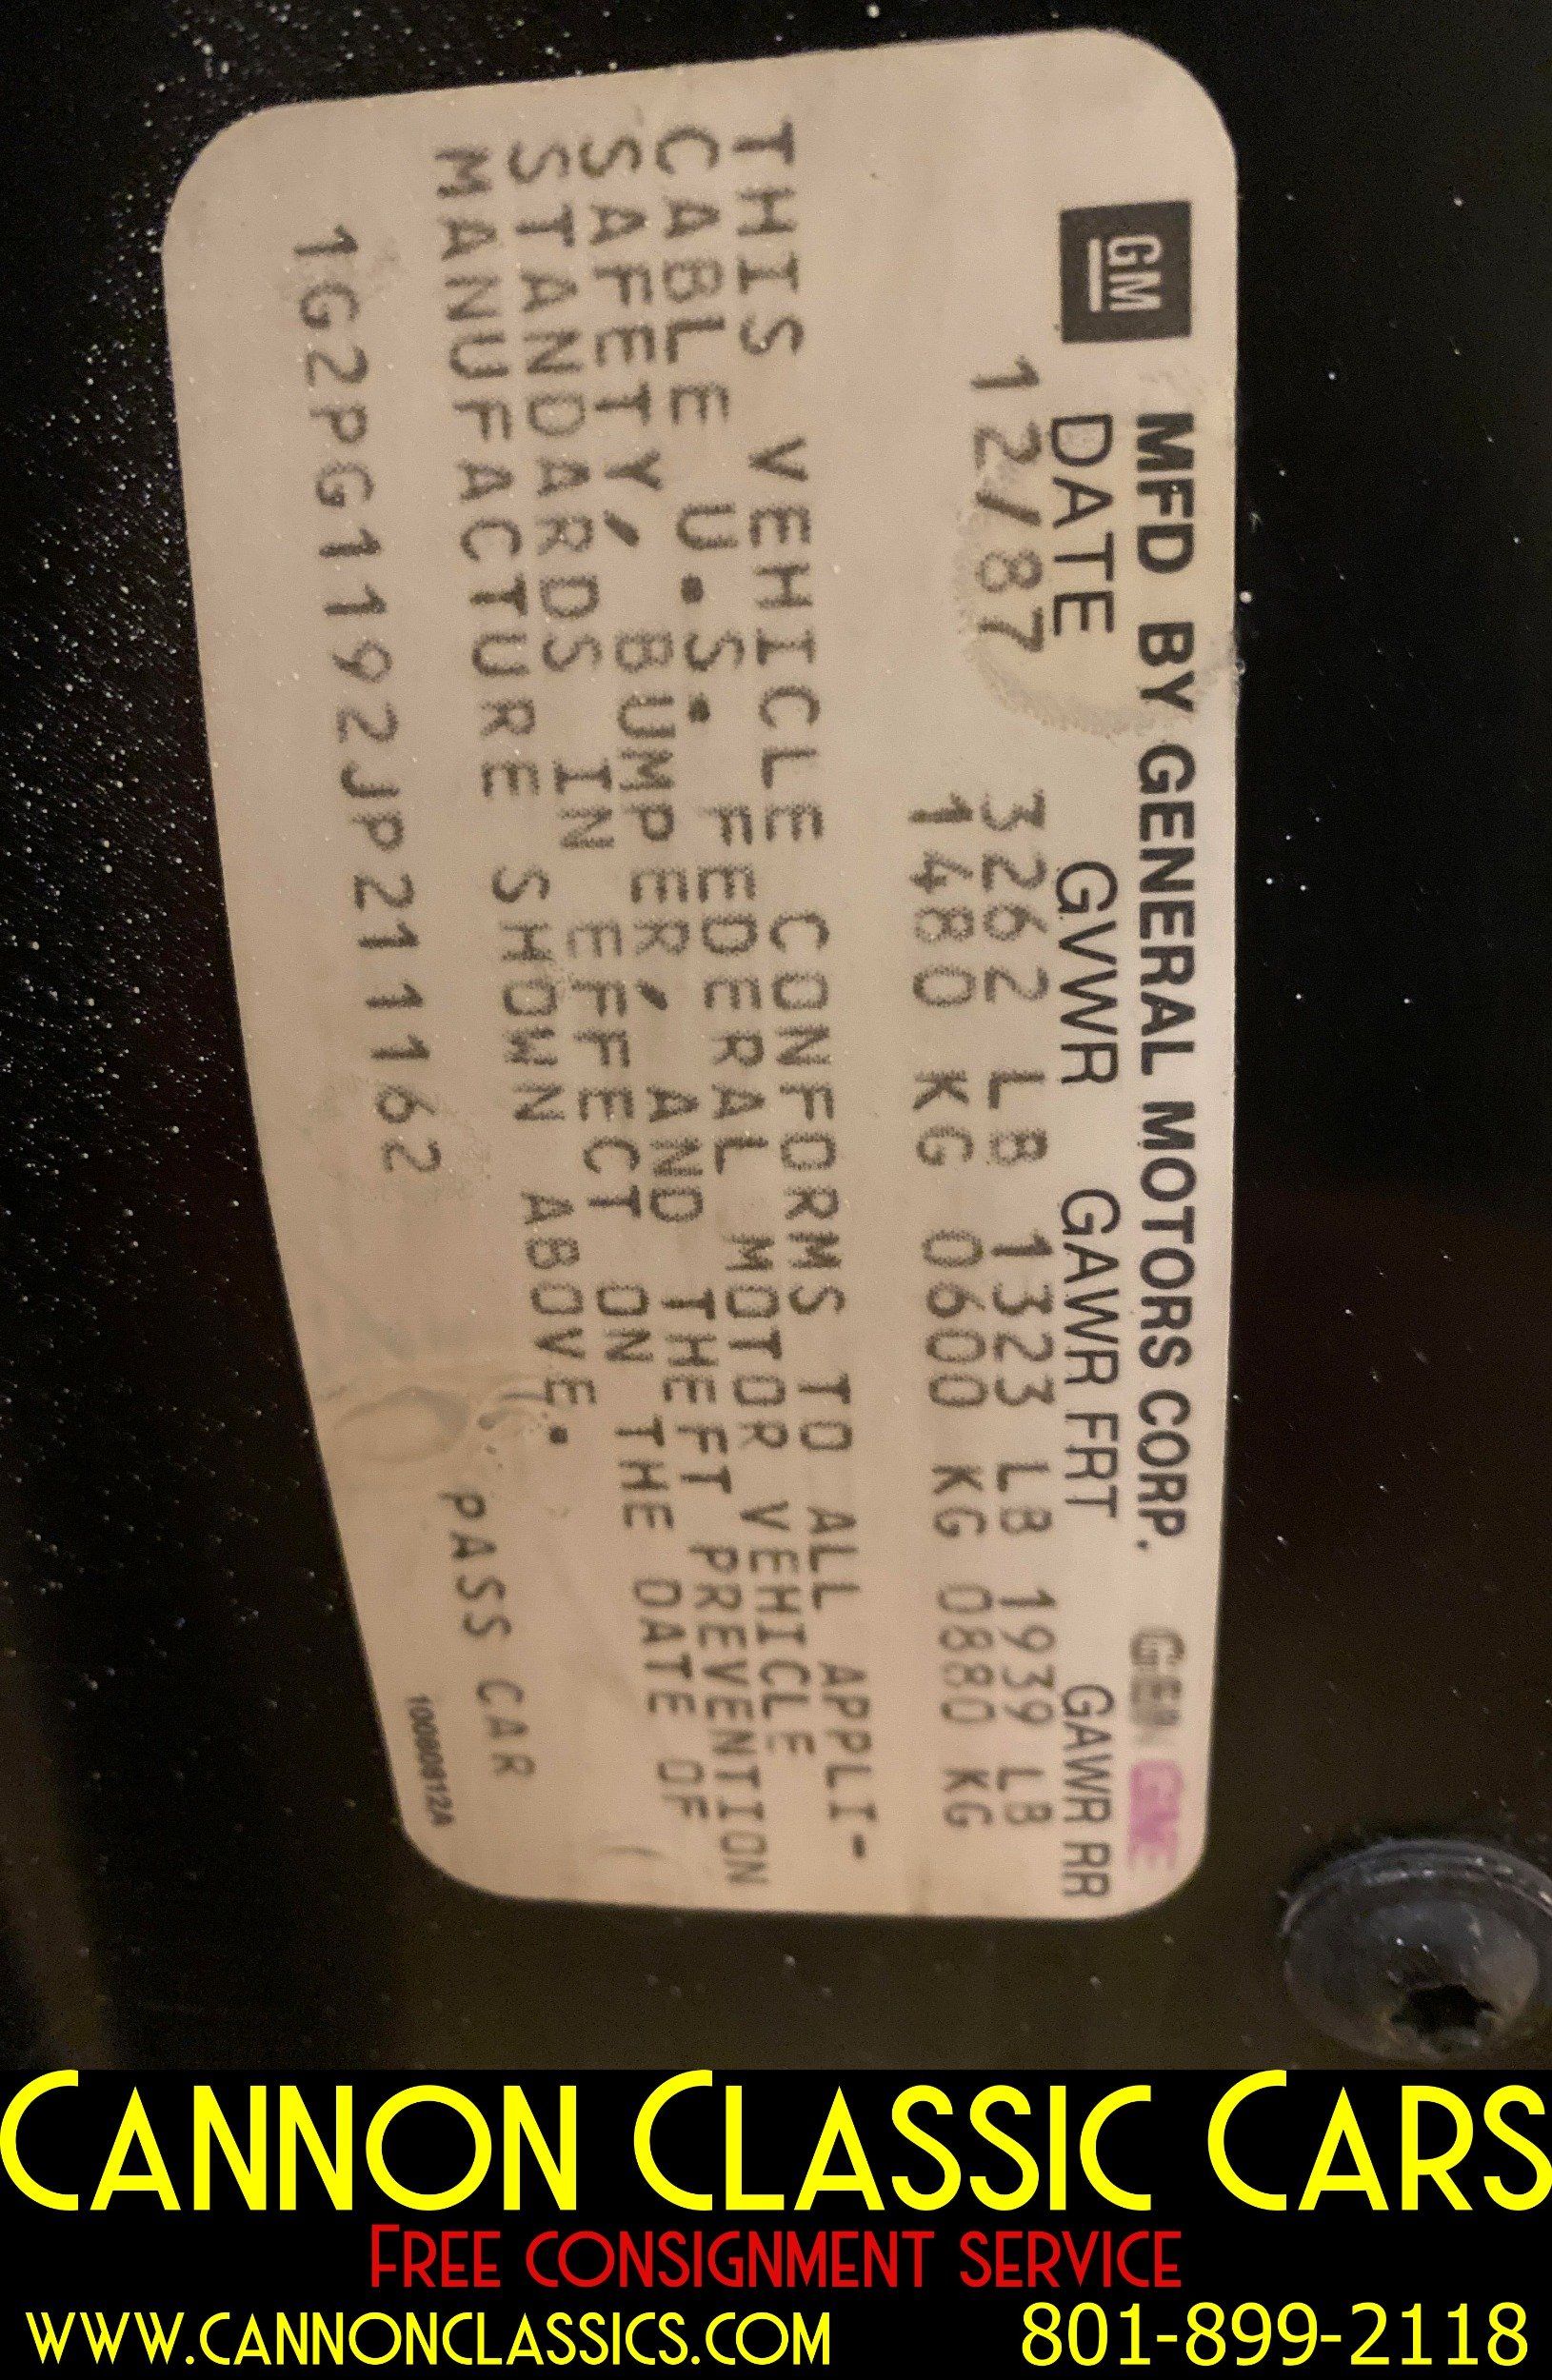 GM MFD BY GENERAL MOTORS CORP.
DATE GVWR GAWR FRT GAWR RR
12/87 3262 LB 1323 LB 1939 LB
1480 KG 0600 KG 0880 KG
THIS VEHICLE CONFORMS TO ALL APPLI-
CABLE U.S. FEDERAL MOTOR VEHICLE
SAFETY, BUMPER, AND THEFT PREVENTION
STANDARDS IN EFFECT ON THE DATE OF
MANUFACTURE SHOWN ABOVE.
PASS CAR
1G2PG1192JP211162
CANNON CLASSIC CARS
FREE CONSIGNMENT SERVICE
WWW.CANNONCLASSICS.COM 801-899-2118